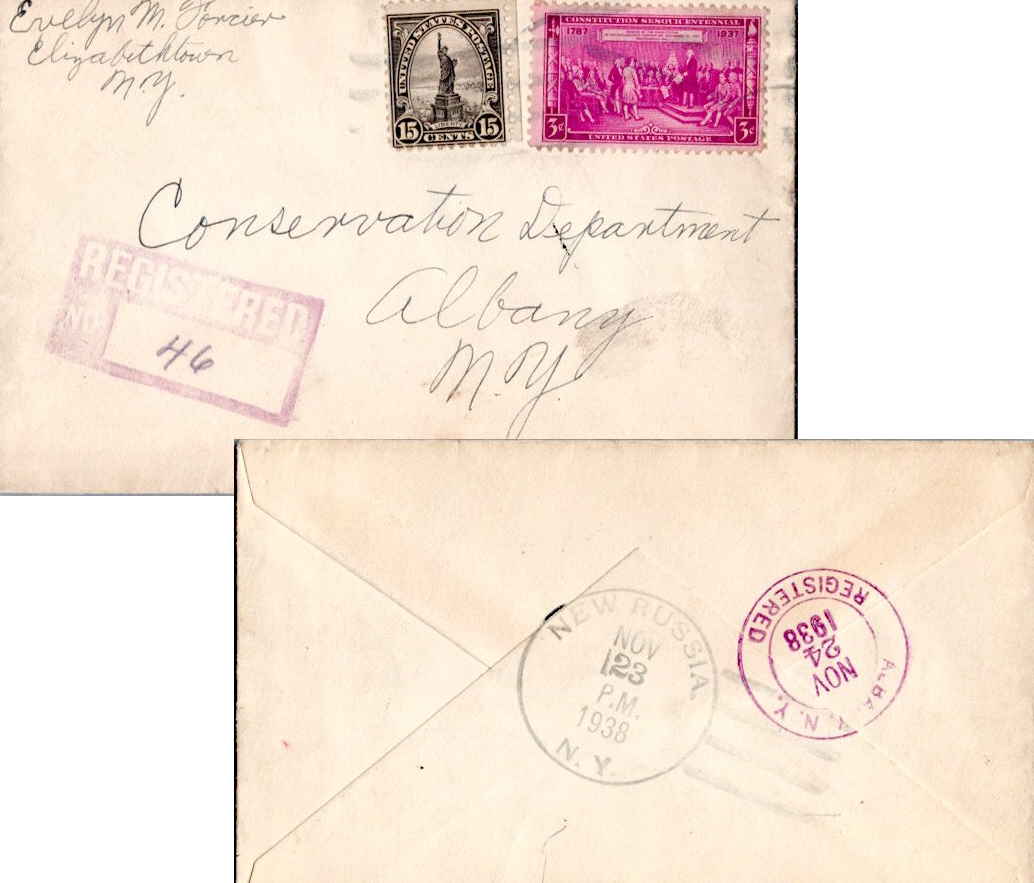 Evelyn M. Torcier
Elizabethtown
N.Y.
UNITED STATES POSTAGE
LIBERTY
15 CENTS 15
CONSTITUTION SESQUICENTENNIAL
1787 1937
3¢ 3¢
UNITED STATES POSTAGE
Conservation Department
Albany
N.Y.
REGISTERED
NO.
46
NEW RUSSIA
NOV
23
P.M.
1938
N.Y.
REGISTERED
NOV
24
1938
ALBANY, N.Y.